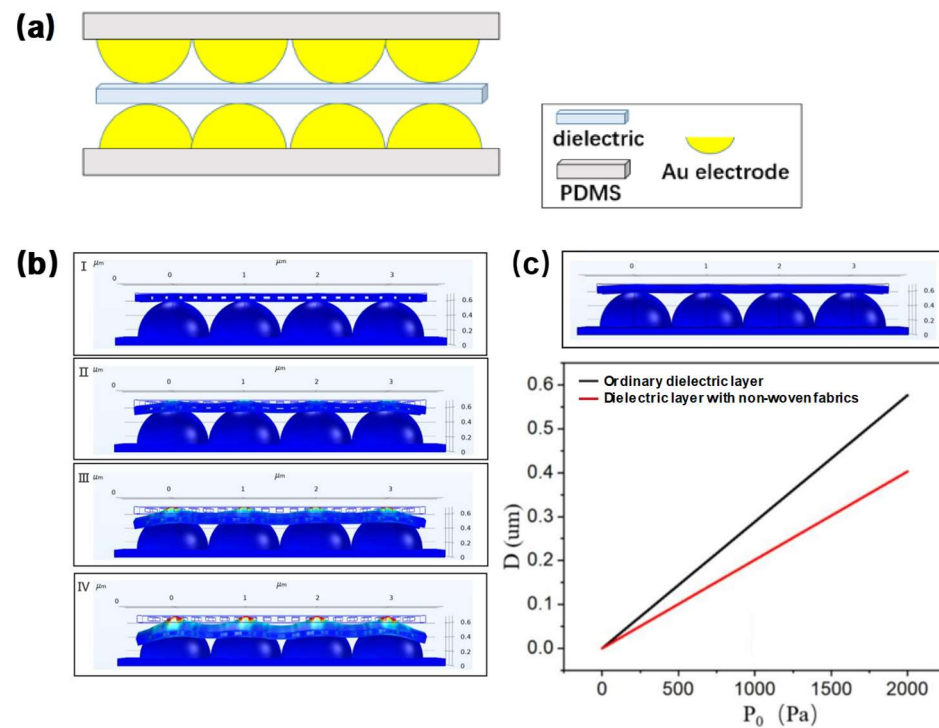 (a)
dielectric
PDMS
Au electrode
(b)
I
μm
μm
0
0 1 2 3
0.6
0.4
0.2
0
II
μm
μm
0
0 1 2 3
0.6
0.4
0.2
0
III
μm
μm
0
0 1 2 3
0.6
0.4
0.2
0
IV
μm
μm
0
0 1 2 3
0.6
0.4
0.2
0
(c)
0 1 2 3
0
0.6
0.4
0.2
0
Ordinary dielectric layer
Dielectric layer with non-woven fabrics
D (um)
0.6
0.5
0.4
0.3
0.2
0.1
0.0
0 500 1000 1500 2000
P₀ (Pa)